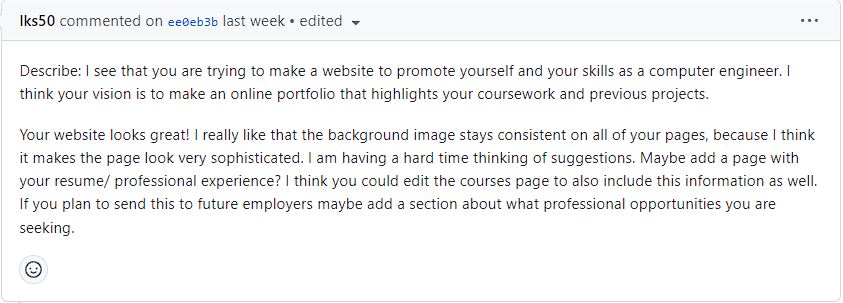 lks50 commented on ee0eb3b last week • edited
Describe: I see that you are trying to make a website to promote yourself and your skills as a computer engineer. I
think your vision is to make an online portfolio that highlights your coursework and previous projects.
Your website looks great! I really like that the background image stays consistent on all of your pages, because I think
it makes the page look very sophisticated. I am having a hard time thinking of suggestions. Maybe add a page with
your resume/ professional experience? I think you could edit the courses page to also include this information as well.
If you plan to send this to future employers maybe add a section about what professional opportunities you are
seeking.